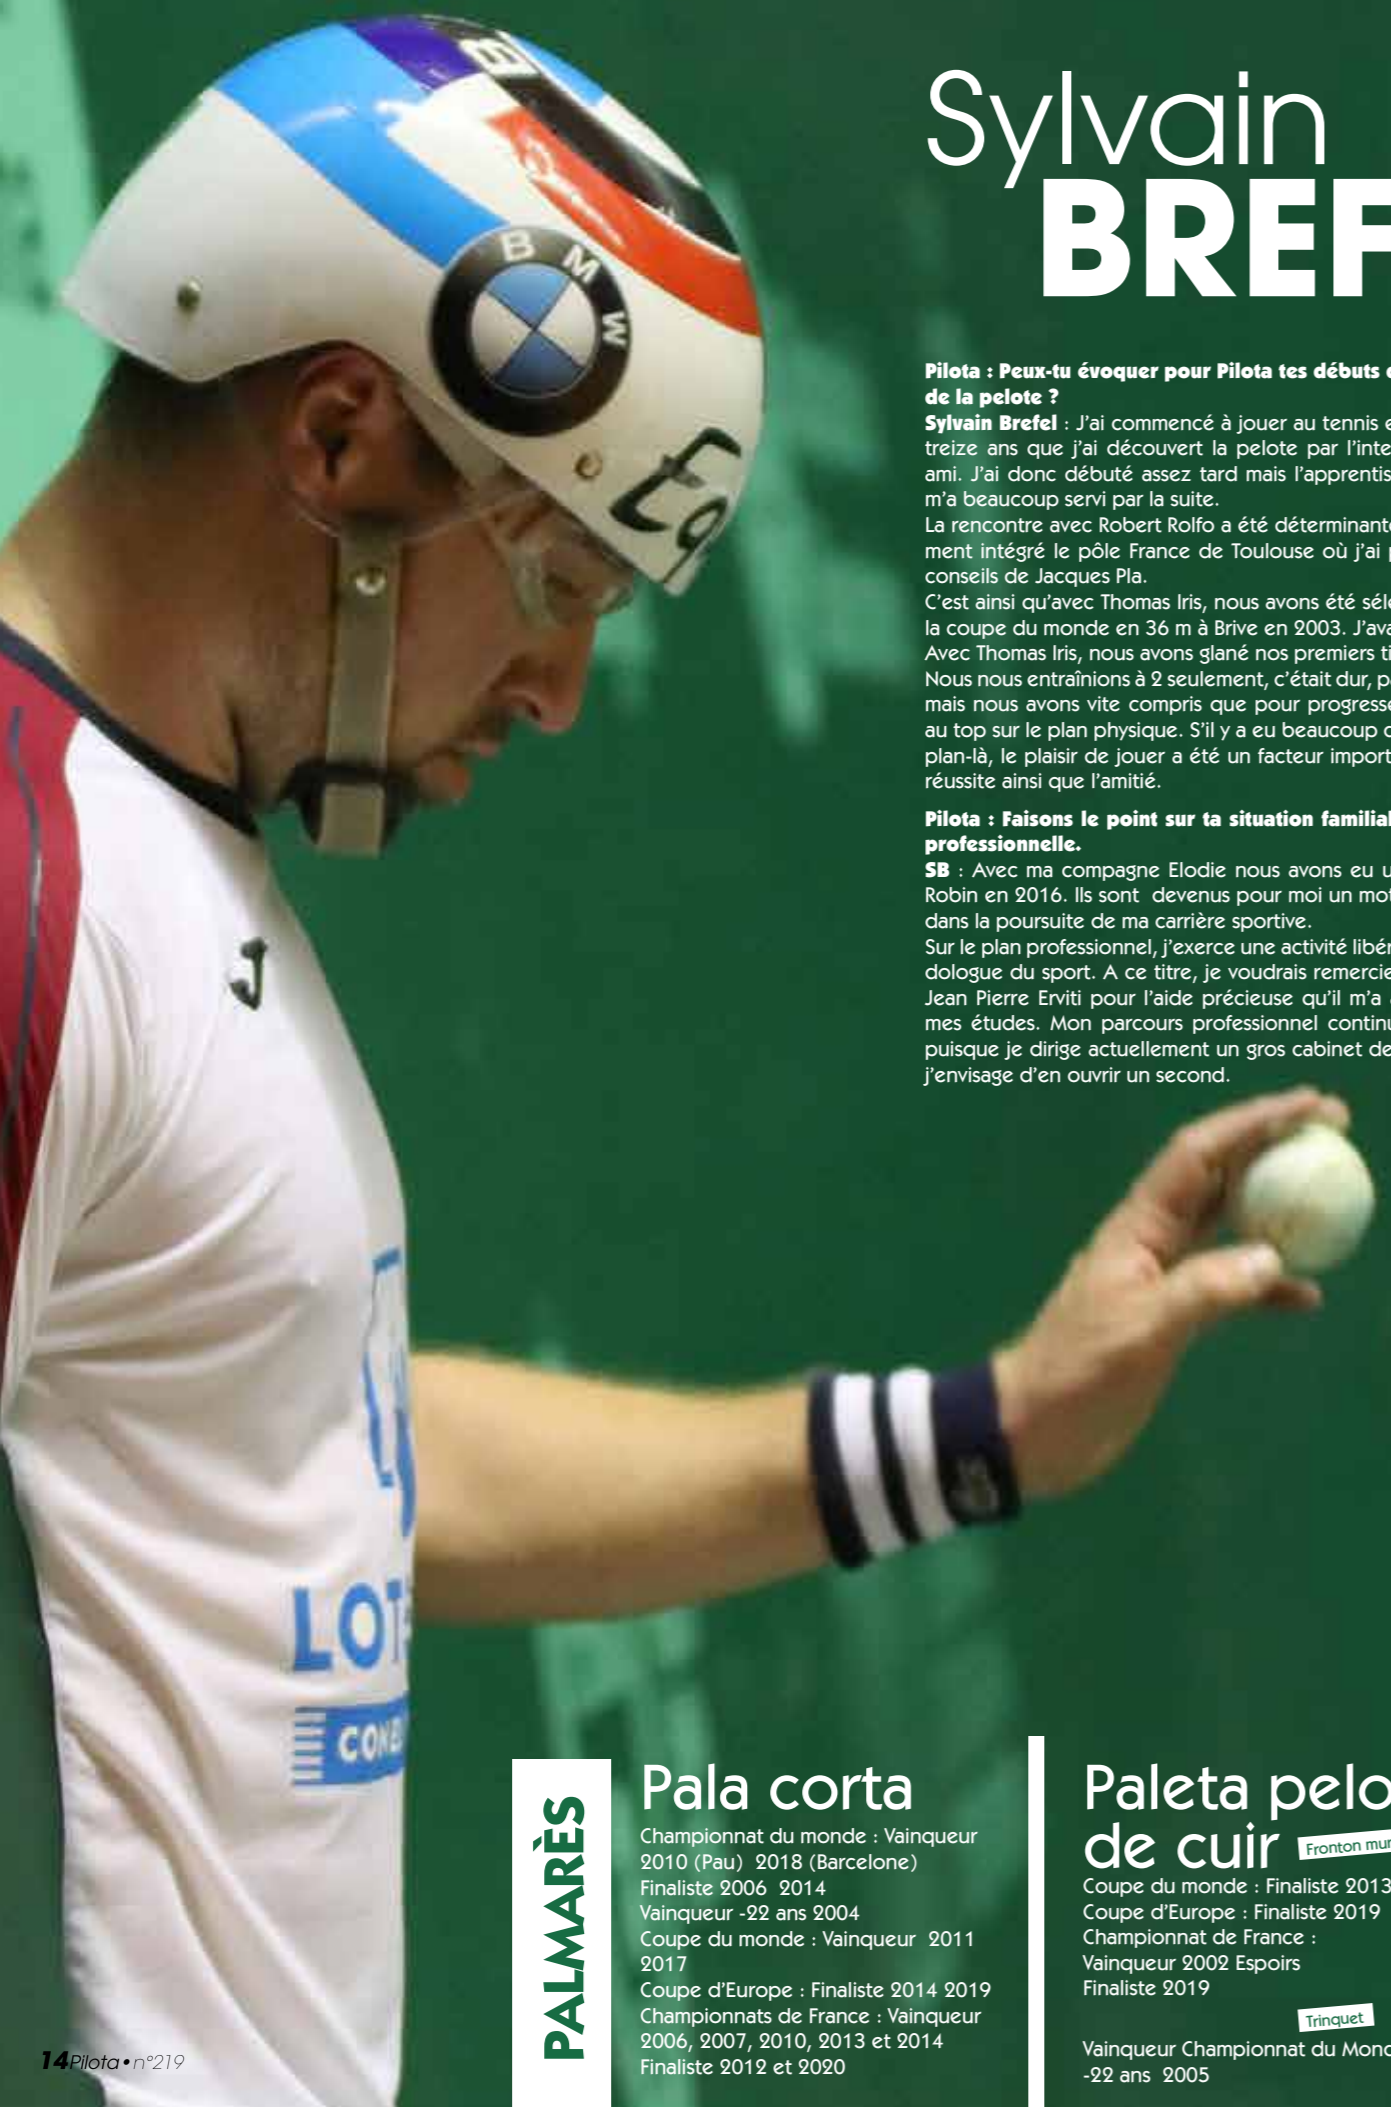 Sylvain
BREF
Pilota : Peux-tu évoquer pour Pilota tes débuts
de la pelote ?
Sylvain Brefel : J'ai commencé à jouer au tennis
treize ans que j'ai découvert la pelote par l'inte
ami. J'ai donc débuté assez tard mais l'apprentis
m'a beaucoup servi par la suite.
La rencontre avec Robert Rolfo a été déterminante
ment intégré le pôle France de Toulouse où j'ai
conseils de Jacques Pla.
C'est ainsi qu'avec Thomas Iris, nous avons été séle
la coupe du monde en 36 m à Brive en 2003. J'ava
Avec Thomas Iris, nous avons glané nos premiers ti
Nous nous entraînions à 2 seulement, c'était dur, pa
mais nous avons vite compris que pour progresse
au top sur le plan physique. S'il y a eu beaucoup
plan-là, le plaisir de jouer a été un facteur import
réussite ainsi que l'amitié.
Pilota : Faisons le point sur ta situation familial
professionnelle.
SB : Avec ma compagne Elodie nous avons eu u
Robin en 2016. Ils sont devenus pour moi un mot
dans la poursuite de ma carrière sportive.
Sur le plan professionnel, j'exerce une activité libér
dologue du sport. A ce titre, je voudrais remercie
Jean Pierre Erviti pour l'aide précieuse qu'il m'a
mes études. Mon parcours professionnel continu
puisque je dirige actuellement un gros cabinet de
j'envisage d'en ouvrir un second.
BMW
Eq
J
LOT
COMB
PALMARÈS
Pala corta
Championnat du monde : Vainqueur
2010 (Pau) 2018 (Barcelone)
Finaliste 2006 2014
Vainqueur -22 ans 2004
Coupe du monde : Vainqueur 2011
2017
Coupe d'Europe : Finaliste 2014 2019
Championnats de France : Vainqueur
2006, 2007, 2010, 2013 et 2014
Finaliste 2012 et 2020
Paleta pelo
de cuir
Fronton mur
Coupe du monde : Finaliste 2013
Coupe d'Europe : Finaliste 2019
Championnat de France :
Vainqueur 2002 Espoirs
Finaliste 2019
Trinquet
Vainqueur Championnat du Mond
-22 ans 2005
14Pilota • n°219